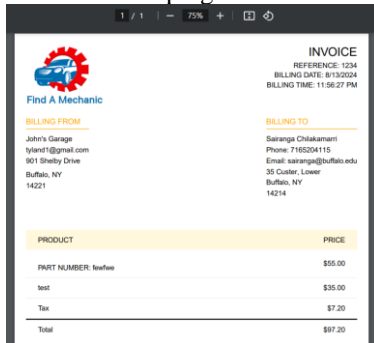 1 / 1 | — 75% + |
INVOICE
REFERENCE: 1234
BILLING DATE: 8/13/2024
BILLING TIME: 11:56:27 PM
Find A Mechanic
BILLING FROM
John's Garage
tyland1@gmail.com
901 Shelby Drive
Buffalo, NY
14221
BILLING TO
Sairanga Chilakamarri
Phone: 7165204115
Email: sairanga@buffalo.edu
35 Custer, Lower
Buffalo, NY
14214
PRODUCT PRICE
PART NUMBER: fewfwe $55.00
test $35.00
Tax $7.20
Total $97.20